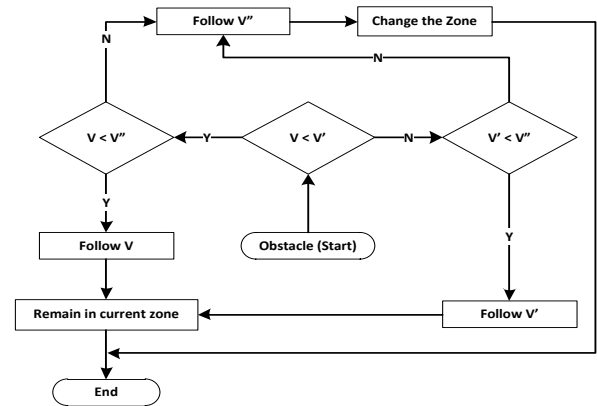 Follow V" Change the Zone
N
N
V < V" Y V < V' N V' < V"
Y
Y
Follow V Obstacle (Start)
Remain in current zone Follow V'
End